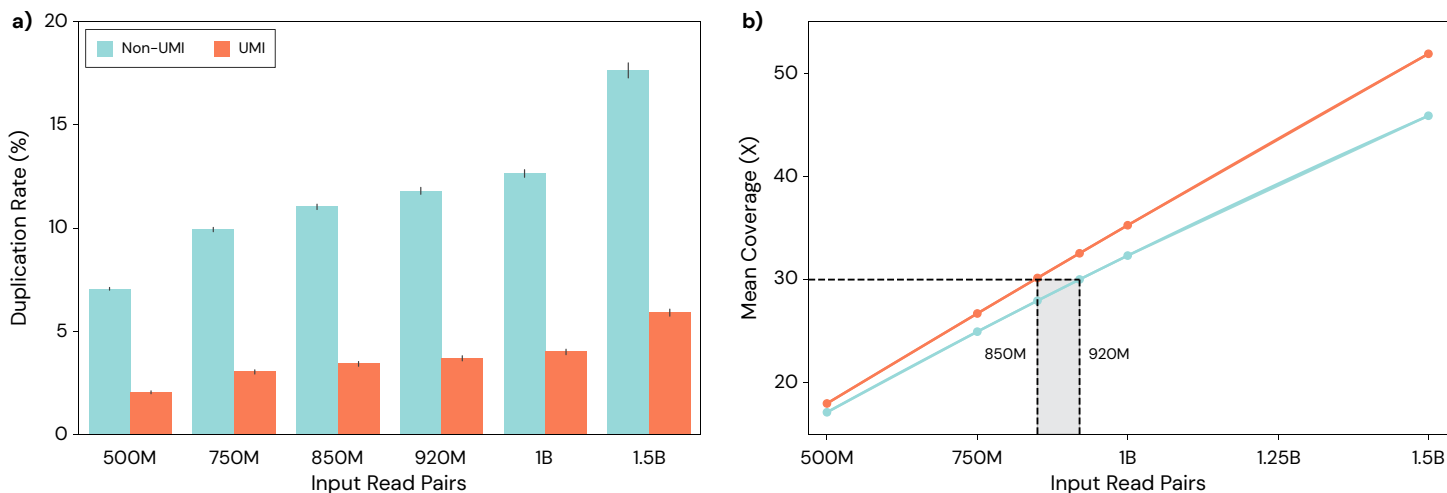 a)
20
15
10
5
0
Duplication Rate (%)
Non-UMI
UMI
500M 750M 850M 920M 1B 1.5B
Input Read Pairs
b)
50
40
30
20
Mean Coverage (X)
850M
920M
500M 750M 1B 1.25B 1.5B
Input Read Pairs